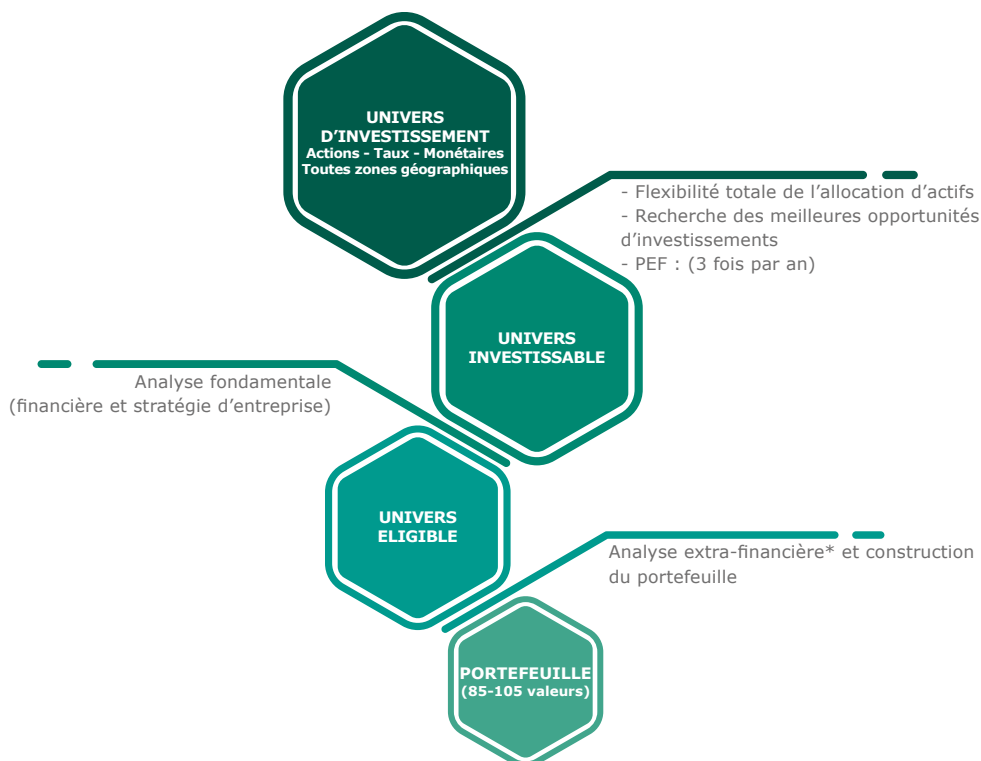 UNIVERS
D’INVESTISSEMENT
Actions - Taux - Monétaires
Toutes zones géographiques
- Flexibilité totale de l’allocation d’actifs
- Recherche des meilleures opportunités
d’investissements
- PEF : (3 fois par an)
UNIVERS
INVESTISSABLE
Analyse fondamentale
(financière et stratégie d’entreprise)
UNIVERS
ELIGIBLE
Analyse extra-financière* et construction
du portefeuille
PORTEFEUILLE
(85-105 valeurs)